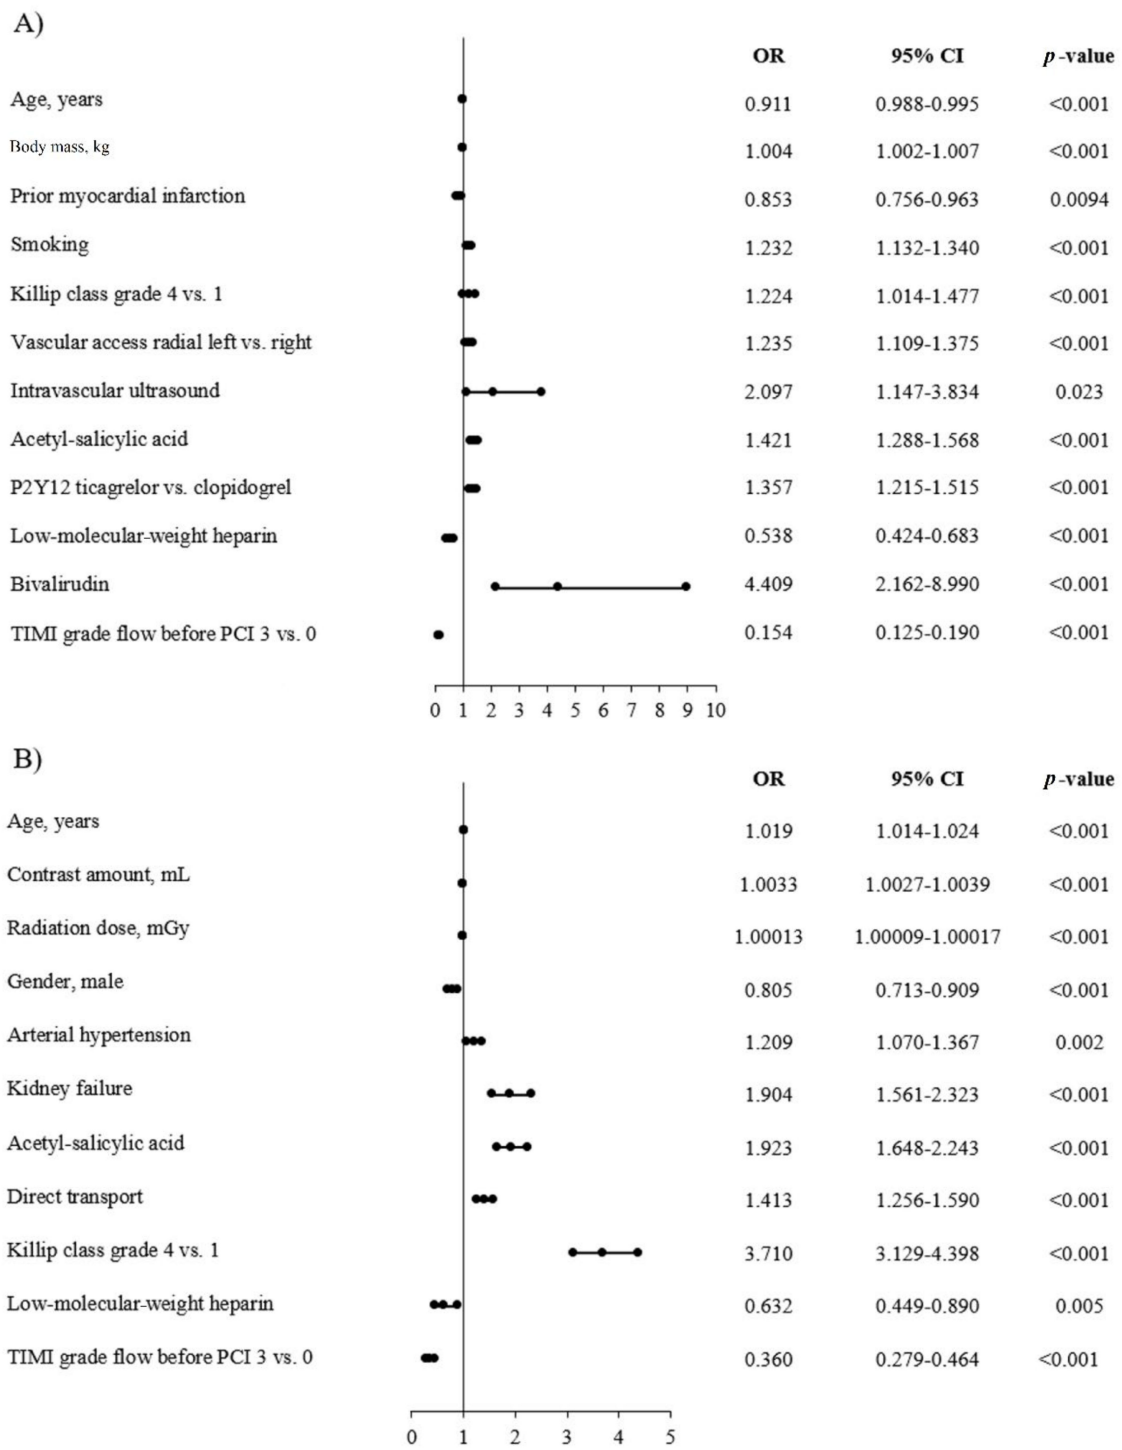 A)
OR 95% CI p-value
Age, years 0.911 0.988-0.995 <0.001
Body mass, kg 1.004 1.002-1.007 <0.001
Prior myocardial infarction 0.853 0.756-0.963 0.0094
Smoking 1.232 1.132-1.340 <0.001
Killip class grade 4 vs. 1 1.224 1.014-1.477 <0.001
Vascular access radial left vs. right 1.235 1.109-1.375 <0.001
Intravascular ultrasound 2.097 1.147-3.834 0.023
Acetyl-salicylic acid 1.421 1.288-1.568 <0.001
P2Y12 ticagrelor vs. clopidogrel 1.357 1.215-1.515 <0.001
Low-molecular-weight heparin 0.538 0.424-0.683 <0.001
Bivalirudin 4.409 2.162-8.990 <0.001
TIMI grade flow before PCI 3 vs. 0 0.154 0.125-0.190 <0.001
0 1 2 3 4 5 6 7 8 9 10
B)
OR 95% CI p-value
Age, years 1.019 1.014-1.024 <0.001
Contrast amount, mL 1.0033 1.0027-1.0039 <0.001
Radiation dose, mGy 1.00013 1.00009-1.00017 <0.001
Gender, male 0.805 0.713-0.909 <0.001
Arterial hypertension 1.209 1.070-1.367 0.002
Kidney failure 1.904 1.561-2.323 <0.001
Acetyl-salicylic acid 1.923 1.648-2.243 <0.001
Direct transport 1.413 1.256-1.590 <0.001
Killip class grade 4 vs. 1 3.710 3.129-4.398 <0.001
Low-molecular-weight heparin 0.632 0.449-0.890 0.005
TIMI grade flow before PCI 3 vs. 0 0.360 0.279-0.464 <0.001
0 1 2 3 4 5